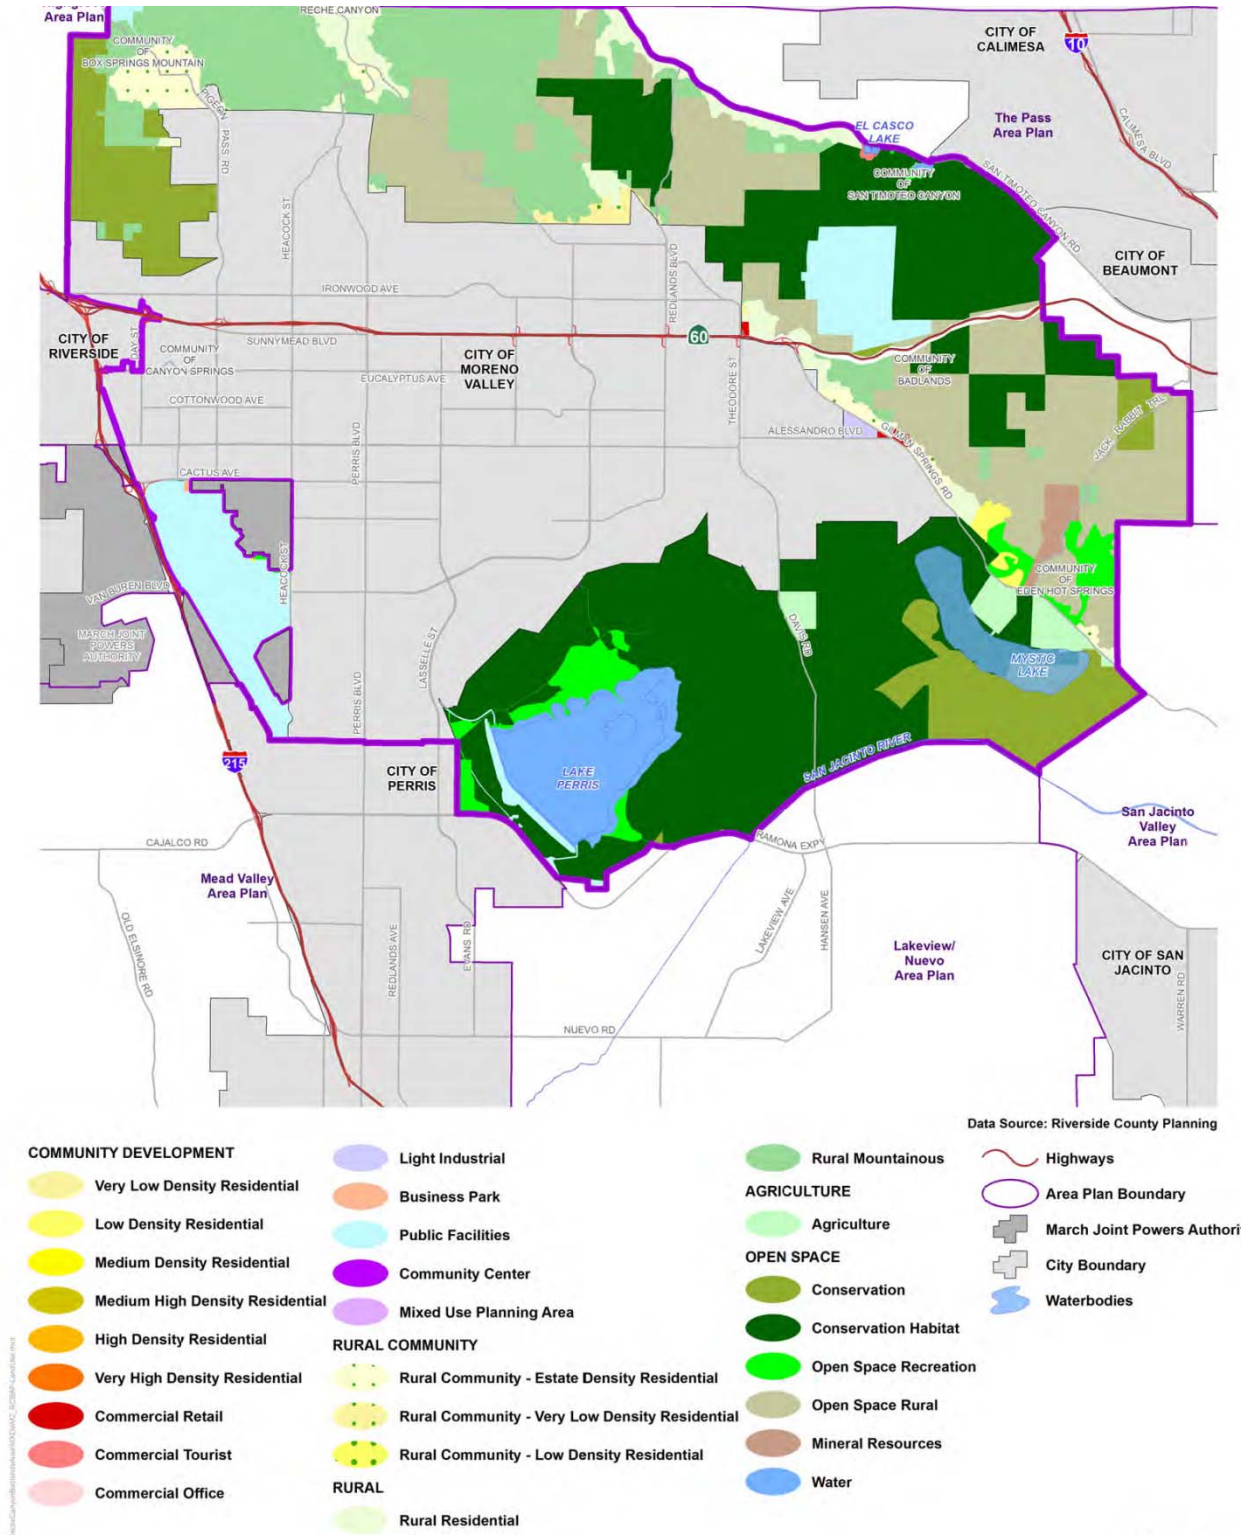 Area Plan
RECHE CANYON
COMMUNITY
OF
BOX SPRINGS MOUNTAIN
PIGEON
PASS RD
CITY OF
CALIMESA
10
The Pass
Area Plan
CALIMESA BLVD
EL CASCO
LAKE
COMMUNITY
OF
SAN TIMOTEO CANYON
SAN TIMOTEO CANYON RD
CITY OF
BEAUMONT
HEACOCK ST
REDLANDS BLVD
IRONWOOD AVE
CITY OF
RIVERSIDE
DAY ST
SUNNYMEAD BLVD
COMMUNITY
OF
CANYON SPRINGS
CITY OF
MORENO
VALLEY
60
EUCALYPTUS AVE
COTTONWOOD AVE
THEODORE ST
COMMUNITY
OF
BADLANDS
ALESSANDRO BLVD
GILMAN SPRINGS RD
JACK RABBIT TRL
PERRIS BLVD
CACTUS AVE
HEACOCK ST
VAN BUREN BLVD
MARCH JOINT
POWERS
AUTHORITY
COMMUNITY
OF
EDEN HOT SPRINGS
LASSELLE ST
DAVIS RD
MYSTIC
LAKE
PERRIS BLVD
215
CITY OF
PERRIS
LAKE
PERRIS
SAN JACINTO RIVER
CAJALCO RD
RAMONA EXPY
San Jacinto
Valley
Area Plan
Mead Valley
Area Plan
OLD ELSINORE RD
REDLANDS AVE
EVANS RD
LAKEVIEW AVE
HANSEN AVE
Lakeview/
Nuevo
Area Plan
CITY OF SAN
JACINTO
WARREN RD
NUEVO RD
Data Source: Riverside County Planning
COMMUNITY DEVELOPMENT
Very Low Density Residential
Low Density Residential
Medium Density Residential
Medium High Density Residential
High Density Residential
Very High Density Residential
Commercial Retail
Commercial Tourist
Commercial Office
Light Industrial
Business Park
Public Facilities
Community Center
Mixed Use Planning Area
RURAL COMMUNITY
Rural Community - Estate Density Residential
Rural Community - Very Low Density Residential
Rural Community - Low Density Residential
RURAL
Rural Residential
Rural Mountainous
AGRICULTURE
Agriculture
OPEN SPACE
Conservation
Conservation Habitat
Open Space Recreation
Open Space Rural
Mineral Resources
Water
Highways
Area Plan Boundary
March Joint Powers Authori
City Boundary
Waterbodies